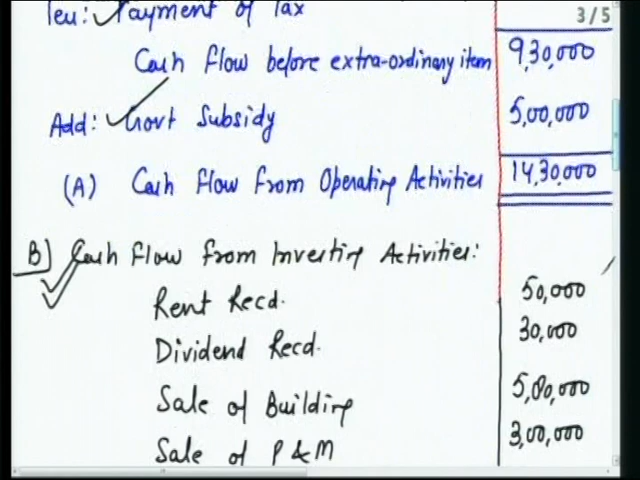 Less: Payment of Tax
3/5
Cash flow before extra-ordinary item 9,30,000
Add: Govt Subsidy 5,00,000
(A) Cash Flow from Operating Activities 14,30,000
B) Cash Flow from Investing Activities:
Rent Recd. 50,000
Dividend Recd. 30,000
Sale of Building 5,00,000
Sale of P&M 3,00,000